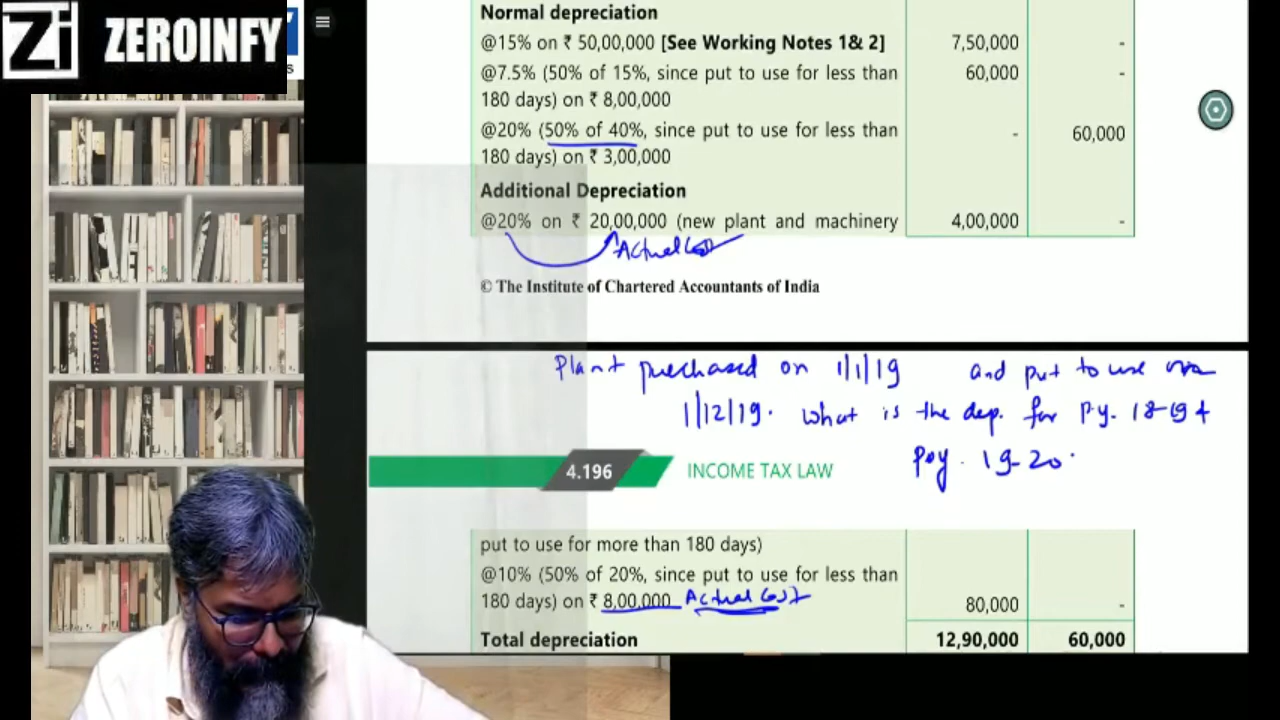 Zi ZEROINFY
s
Normal depreciation
@15% on ₹ 50,00,000 [See Working Notes 1& 2] 7,50,000 -
@7.5% (50% of 15%, since put to use for less than 60,000 -
180 days) on ₹ 8,00,000
@20% (50% of 40%, since put to use for less than - 60,000
180 days) on ₹ 3,00,000
Additional Depreciation
@20% on ₹ 20,00,000 (new plant and machinery 4,00,000 -
Actual Cost
© The Institute of Chartered Accountants of India
Plant purchased on 1/1/19 and put to use on
1/12/19. What is the dep. for P.y. 18-19 +
P.y. 19-20.
4.196 INCOME TAX LAW
put to use for more than 180 days)
@10% (50% of 20%, since put to use for less than
180 days) on ₹ 8,00,000 Actual Cost 80,000 -
Total depreciation 12,90,000 60,000